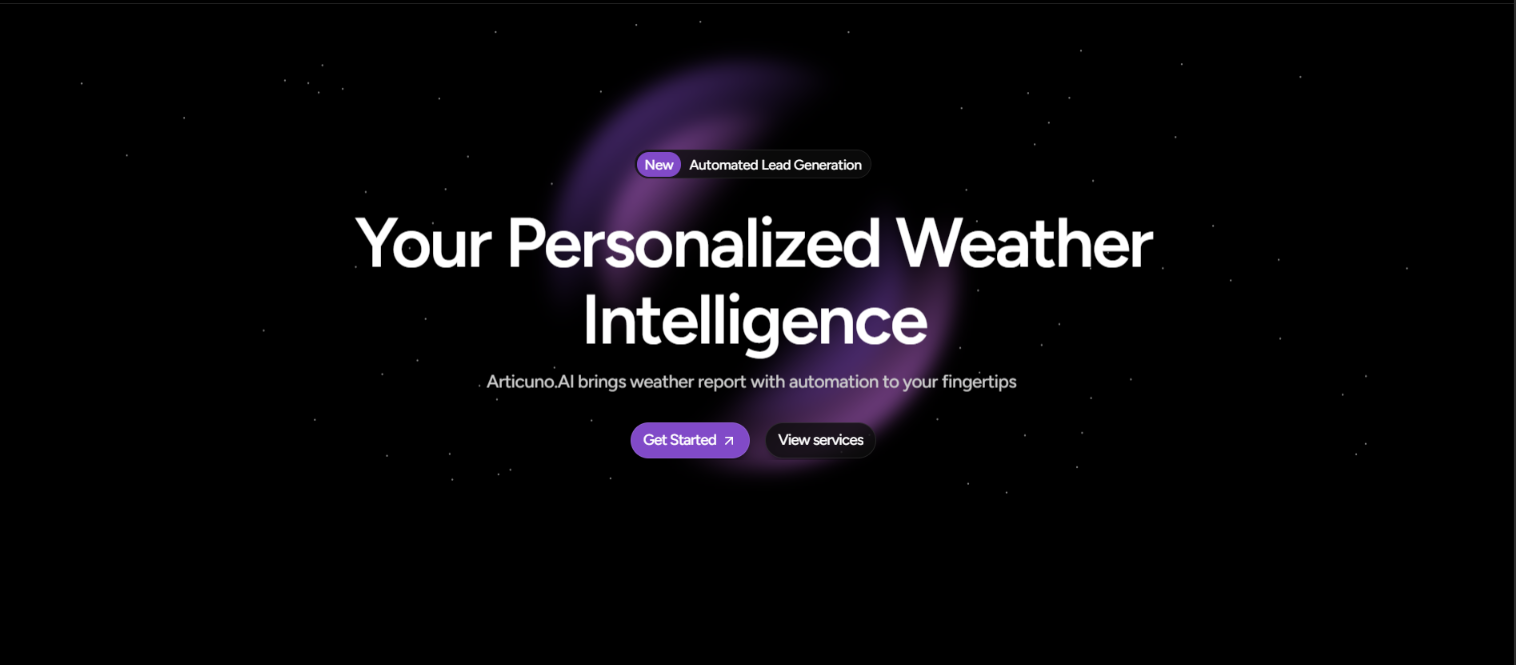 New Automated Lead Generation
Your Personalized Weather
Intelligence
Articuno.AI brings weather report with automation to your fingertips
Get Started View services